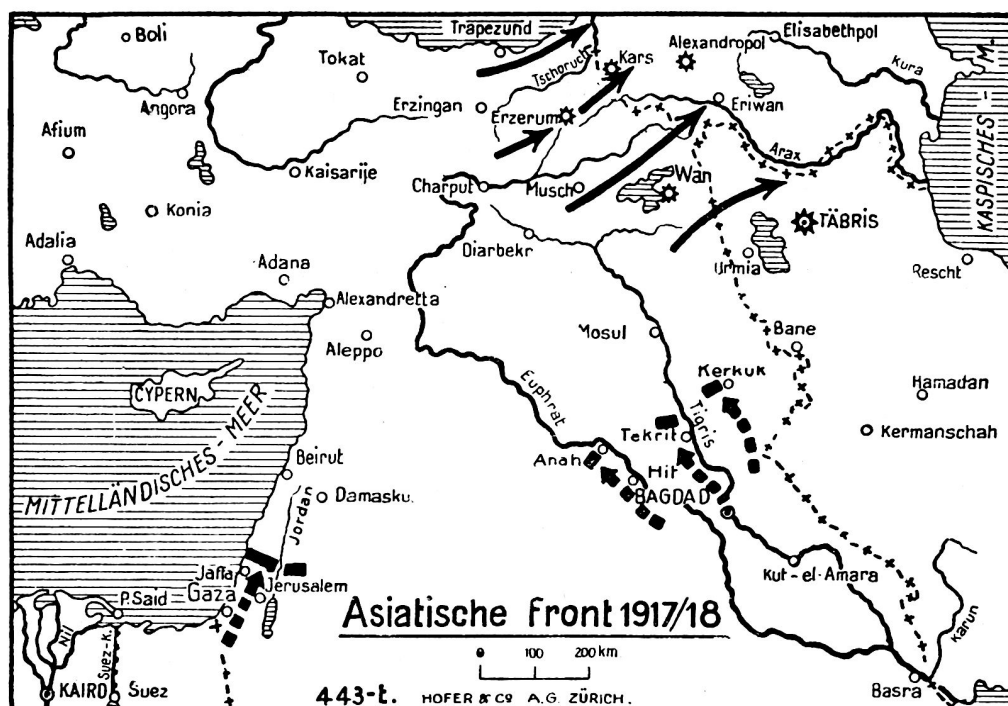 Boli
Trapezund
Tokat
Tschoruch
Kars
Alexandropol
Elisabethpol
Kura
KASPISCHES - M.
Angora
Erzingan
Erzerum
Eriwan
Afium
Kaisarije
Charput
Musch
Wan
Arax
Konia
TÄBRIS
Adalia
Diarbekr
Urmia
Rescht
Adana
Alexandretta
Mosul
Bane
Aleppo
Kerkuk
Hamadan
CYPERN
Euphrat
Tigris
Tekrit
Kermanschah
MITTELLÄNDISCHES - MEER
Beirut
Anah
Hit
BAGDAD
Damasku.
Jordan
Jaffa
Jerusalem
Gaza
P. Said
Kut-el-Amara
Karun
Nil
Suez-K.
KAIRO
Suez
Basra
Asiatische Front 1917/18
0 100 200 km
443-t. HOFER & Co A.G. ZÜRICH.